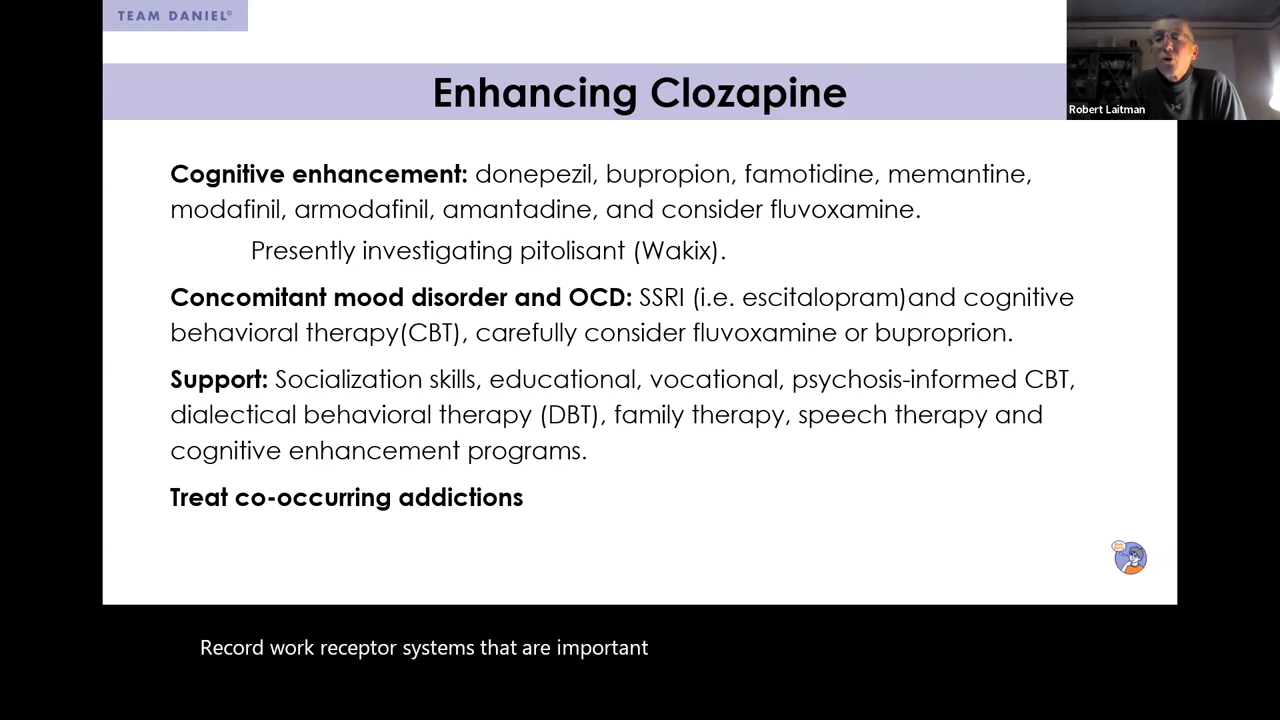 TEAM DANIEL©
Enhancing Clozapine
Robert Laitman
Cognitive enhancement: donepezil, bupropion, famotidine, memantine,
modafinil, armodafinil, amantadine, and consider fluvoxamine.
Presently investigating pitolisant (Wakix).
Concomitant mood disorder and OCD: SSRI (i.e. escitalopram)and cognitive
behavioral therapy(CBT), carefully consider fluvoxamine or buproprion.
Support: Socialization skills, educational, vocational, psychosis-informed CBT,
dialectical behavioral therapy (DBT), family therapy, speech therapy and
cognitive enhancement programs.
Treat co-occurring addictions
Record work receptor systems that are important